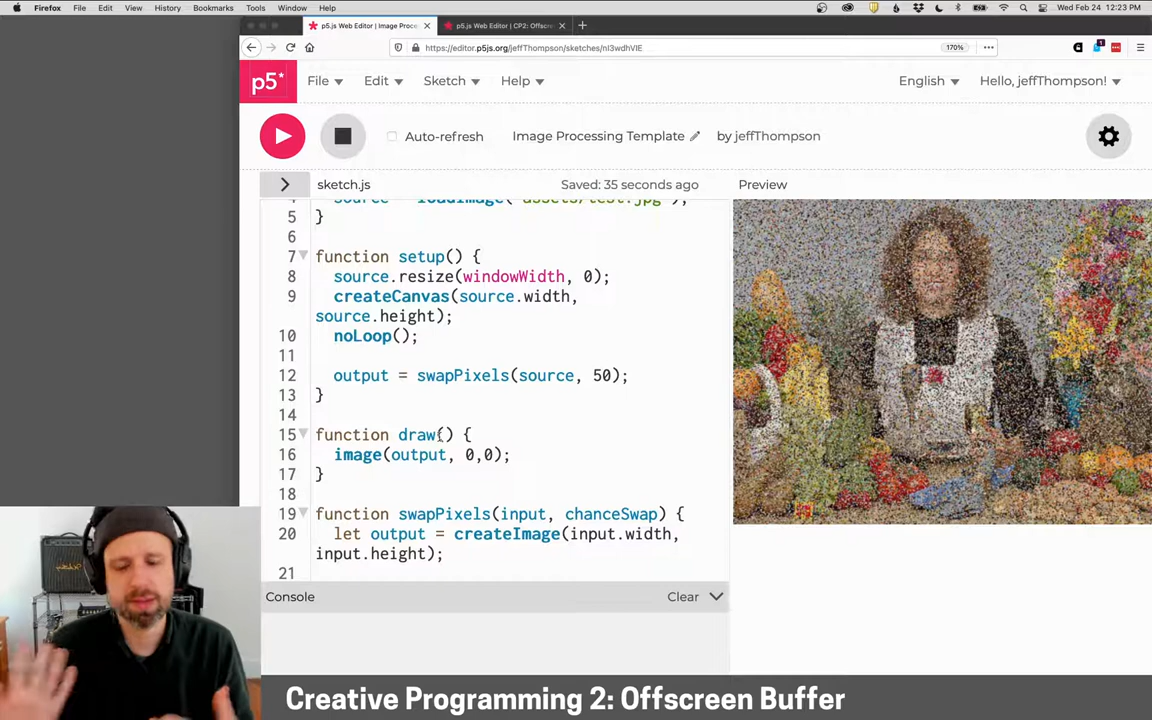 Firefox File Edit View History Bookmarks Tools Window Help Wed Feb 24 12:23 PM
p5.js Web Editor | Image Proce p5.js Web Editor | CP2: Offscre
https://editor.p5js.org/jeffThompson/sketches/nI3wdhVIE 170%
p5* File Edit Sketch Help English Hello, jeffThompson!
Auto-refresh Image Processing Template by jeffThompson
sketch.js Saved: 35 seconds ago Preview
4 source = loadImage("assets/test.jpg");
5 }
6
7 function setup() {
8 source.resize(windowWidth, 0);
9 createCanvas(source.width,
source.height);
10 noLoop();
11
12 output = swapPixels(source, 50);
13 }
14
15 function draw() {
16 image(output, 0,0);
17 }
18
19 function swapPixels(input, chanceSwap) {
20 let output = createImage(input.width,
input.height);
21
Console Clear
Creative Programming 2: Offscreen Buffer